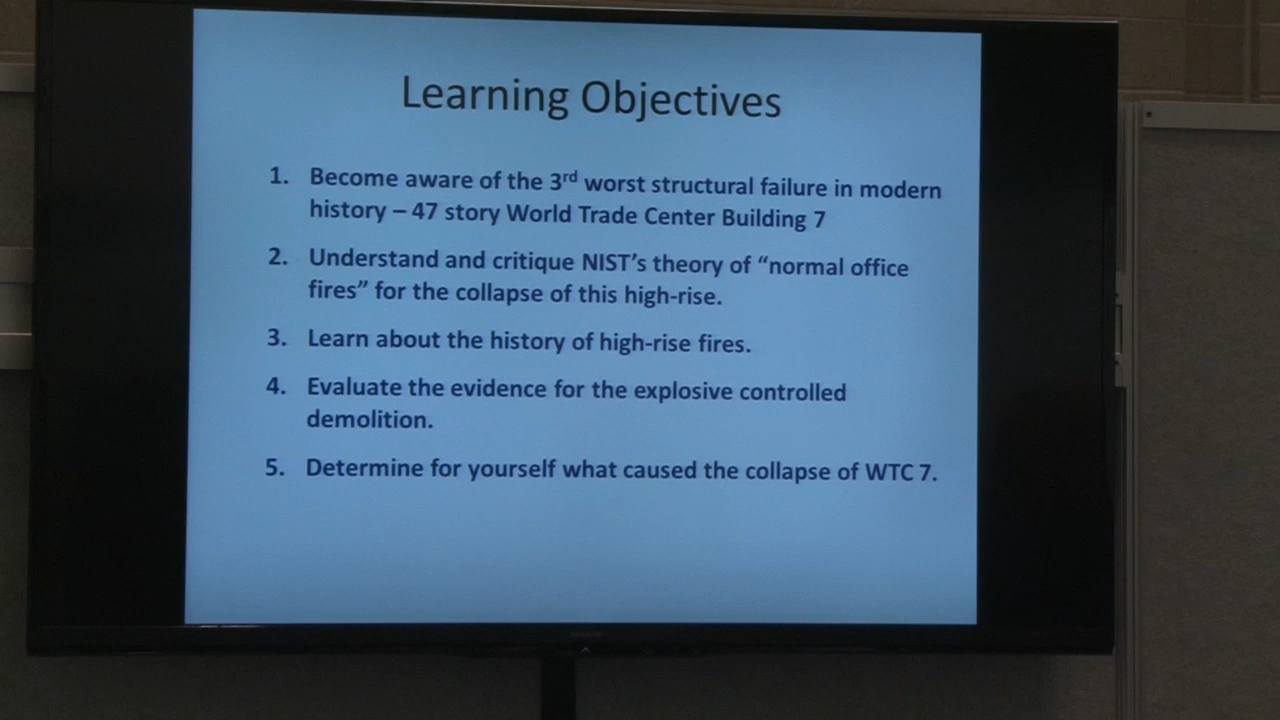 Learning Objectives
1. Become aware of the 3rd worst structural failure in modern
history – 47 story World Trade Center Building 7
2. Understand and critique NIST's theory of "normal office
fires" for the collapse of this high-rise.
3. Learn about the history of high-rise fires.
4. Evaluate the evidence for the explosive controlled
demolition.
5. Determine for yourself what caused the collapse of WTC 7.